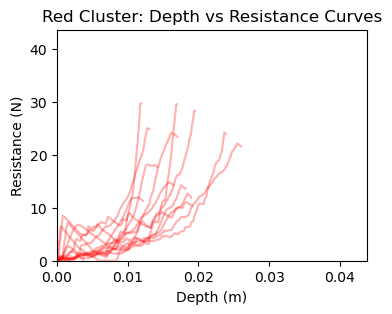 Red Cluster: Depth vs Resistance Curves
Resistance (N)
40
30
20
10
0
0.00 0.01 0.02 0.03 0.04
Depth (m)